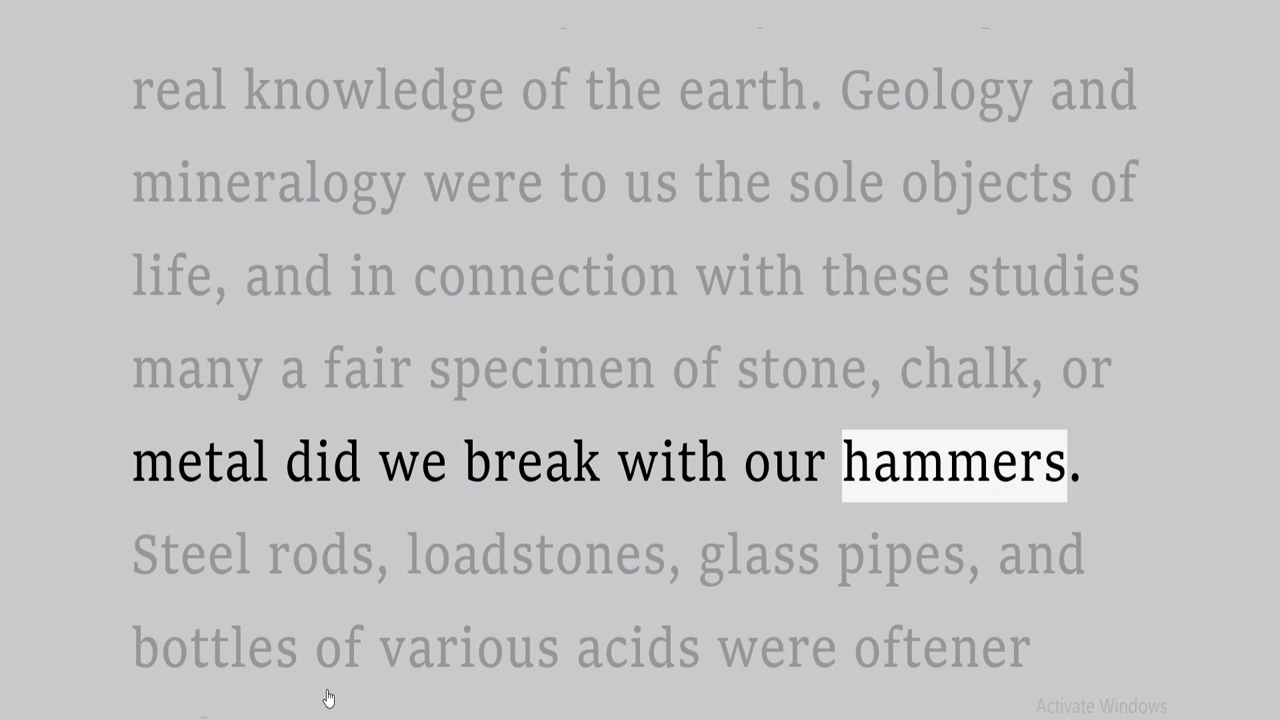 real knowledge of the earth. Geology and
mineralogy were to us the sole objects of
life, and in connection with these studies
many a fair specimen of stone, chalk, or
metal did we break with our hammers.
Steel rods, loadstones, glass pipes, and
bottles of various acids were oftener
Activate Windows